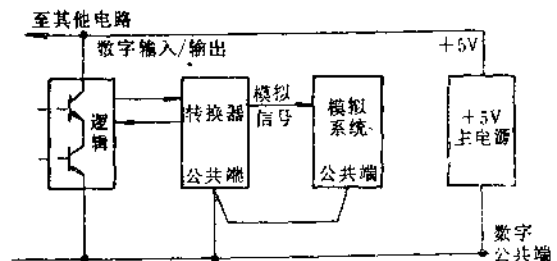 至其他电路
数字输入/输出
+5V
逻辑
转换器
公共端
模拟信号
模拟系统
公共端
+5V
主电源
数字
公共端